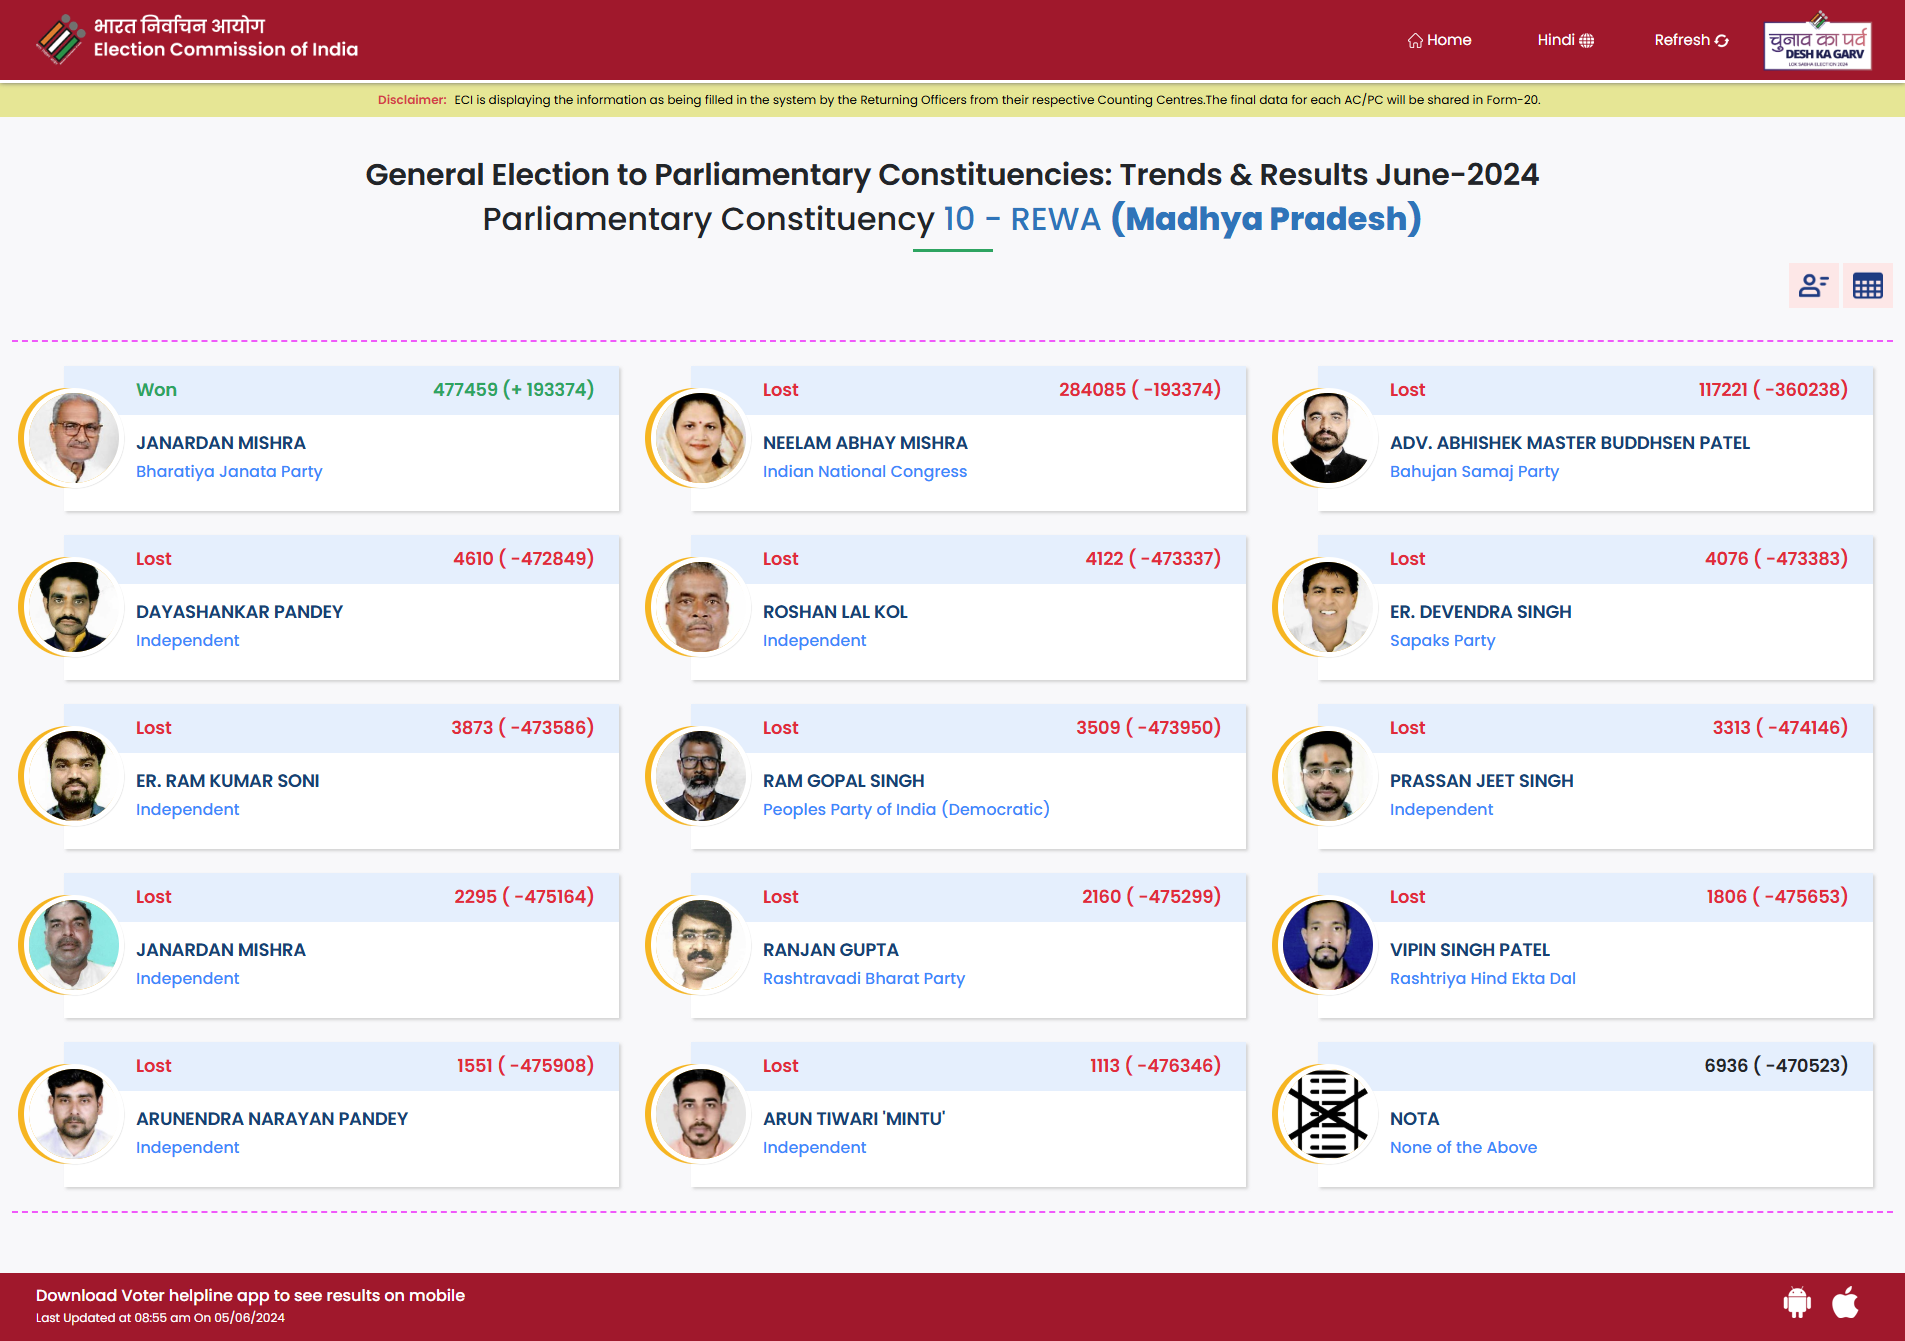 भारत निर्वाचन आयोग
Election Commission of India
Home
Hindi
Refresh
चुनाव का पर्व
DESH KA GARV
LOK SABHA ELECTION 2024
Disclaimer: ECI is displaying the information as being filled in the system by the Returning Officers from their respective Counting Centres.The final data for each AC/PC will be shared in Form-20.
General Election to Parliamentary Constituencies: Trends & Results June-2024
Parliamentary Constituency 10 - REWA (Madhya Pradesh)
Won 477459 (+ 193374)
JANARDAN MISHRA
Bharatiya Janata Party
Lost 284085 ( -193374)
NEELAM ABHAY MISHRA
Indian National Congress
Lost 117221 ( -360238)
ADV. ABHISHEK MASTER BUDDHSEN PATEL
Bahujan Samaj Party
Lost 4610 ( -472849)
DAYASHANKAR PANDEY
Independent
Lost 4122 ( -473337)
ROSHAN LAL KOL
Independent
Lost 4076 ( -473383)
ER. DEVENDRA SINGH
Sapaks Party
Lost 3873 ( -473586)
ER. RAM KUMAR SONI
Independent
Lost 3509 ( -473950)
RAM GOPAL SINGH
Peoples Party of India (Democratic)
Lost 3313 ( -474146)
PRASSAN JEET SINGH
Independent
Lost 2295 ( -475164)
JANARDAN MISHRA
Independent
Lost 2160 ( -475299)
RANJAN GUPTA
Rashtravadi Bharat Party
Lost 1806 ( -475653)
VIPIN SINGH PATEL
Rashtriya Hind Ekta Dal
Lost 1551 ( -475908)
ARUNENDRA NARAYAN PANDEY
Independent
Lost 1113 ( -476346)
ARUN TIWARI 'MINTU'
Independent
6936 ( -470523)
NOTA
None of the Above
Download Voter helpline app to see results on mobile
Last Updated at 08:55 am On 05/06/2024